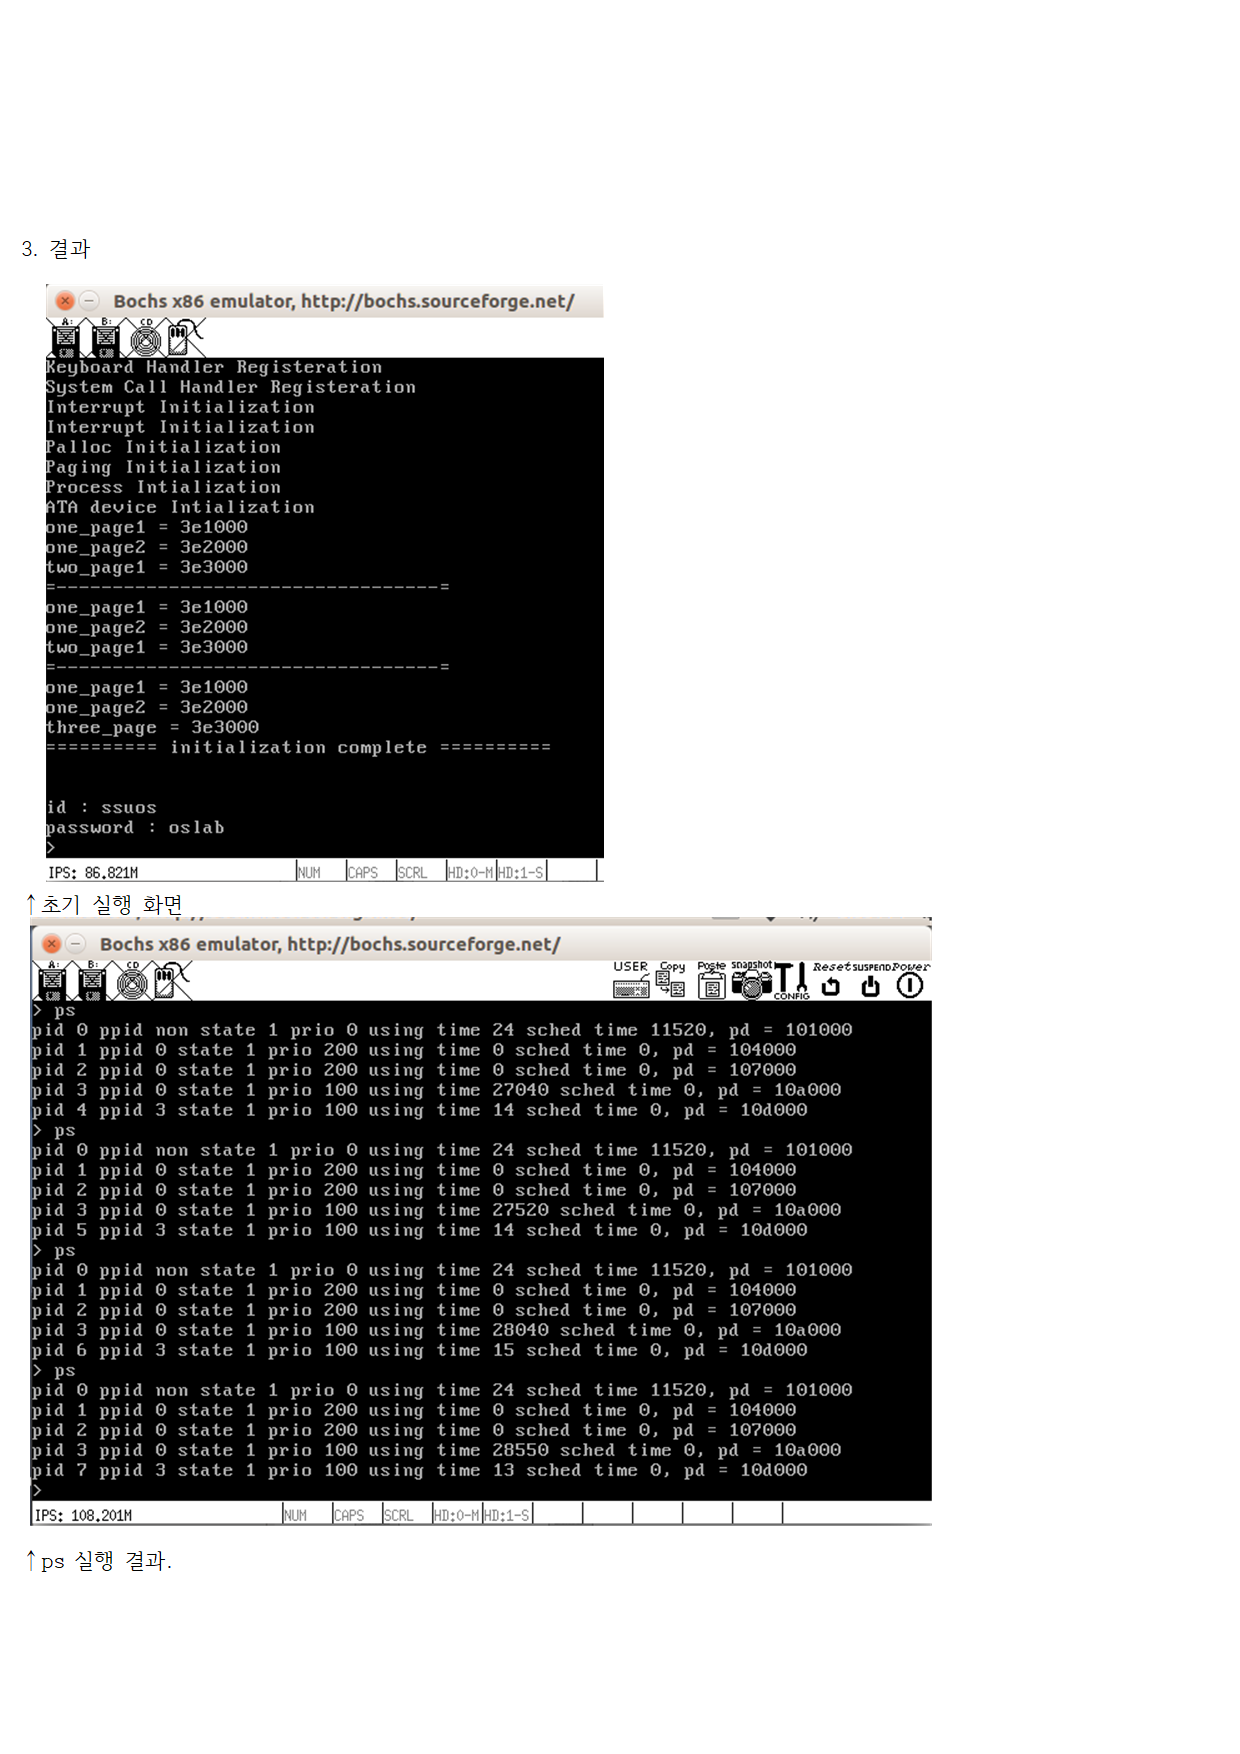 3. 결과
Bochs x86 emulator, http://bochs.sourceforge.net/
A: B: CD
Keyboard Handler Registeration
System Call Handler Registeration
Interrupt Initialization
Interrupt Initialization
Palloc Initialization
Paging Initialization
Process Intialization
ATA device Intialization
one_page1 = 3e1000
one_page2 = 3e2000
two_page1 = 3e3000
=----------------------------------=
one_page1 = 3e1000
one_page2 = 3e2000
two_page1 = 3e3000
=----------------------------------=
one_page1 = 3e1000
one_page2 = 3e2000
three_page = 3e3000
========== initialization complete ==========
id : ssuos
password : oslab
>
IPS: 86.821M NUM CAPS SCRL HD:0-M HD:1-S
↑초기 실행 화면
Bochs x86 emulator, http://bochs.sourceforge.net/
A: B: CD USER Copy Paste snapshot CONFIG Reset SUSPEND Power
> ps
pid 0 ppid non state 1 prio 0 using time 24 sched time 11520, pd = 101000
pid 1 ppid 0 state 1 prio 200 using time 0 sched time 0, pd = 104000
pid 2 ppid 0 state 1 prio 200 using time 0 sched time 0, pd = 107000
pid 3 ppid 0 state 1 prio 100 using time 27040 sched time 0, pd = 10a000
pid 4 ppid 3 state 1 prio 100 using time 14 sched time 0, pd = 10d000
> ps
pid 0 ppid non state 1 prio 0 using time 24 sched time 11520, pd = 101000
pid 1 ppid 0 state 1 prio 200 using time 0 sched time 0, pd = 104000
pid 2 ppid 0 state 1 prio 200 using time 0 sched time 0, pd = 107000
pid 3 ppid 0 state 1 prio 100 using time 27520 sched time 0, pd = 10a000
pid 5 ppid 3 state 1 prio 100 using time 14 sched time 0, pd = 10d000
> ps
pid 0 ppid non state 1 prio 0 using time 24 sched time 11520, pd = 101000
pid 1 ppid 0 state 1 prio 200 using time 0 sched time 0, pd = 104000
pid 2 ppid 0 state 1 prio 200 using time 0 sched time 0, pd = 107000
pid 3 ppid 0 state 1 prio 100 using time 28040 sched time 0, pd = 10a000
pid 6 ppid 3 state 1 prio 100 using time 15 sched time 0, pd = 10d000
> ps
pid 0 ppid non state 1 prio 0 using time 24 sched time 11520, pd = 101000
pid 1 ppid 0 state 1 prio 200 using time 0 sched time 0, pd = 104000
pid 2 ppid 0 state 1 prio 200 using time 0 sched time 0, pd = 107000
pid 3 ppid 0 state 1 prio 100 using time 28550 sched time 0, pd = 10a000
pid 7 ppid 3 state 1 prio 100 using time 13 sched time 0, pd = 10d000
>
IPS: 108.201M NUM CAPS SCRL HD:0-M HD:1-S
↑ps 실행 결과.